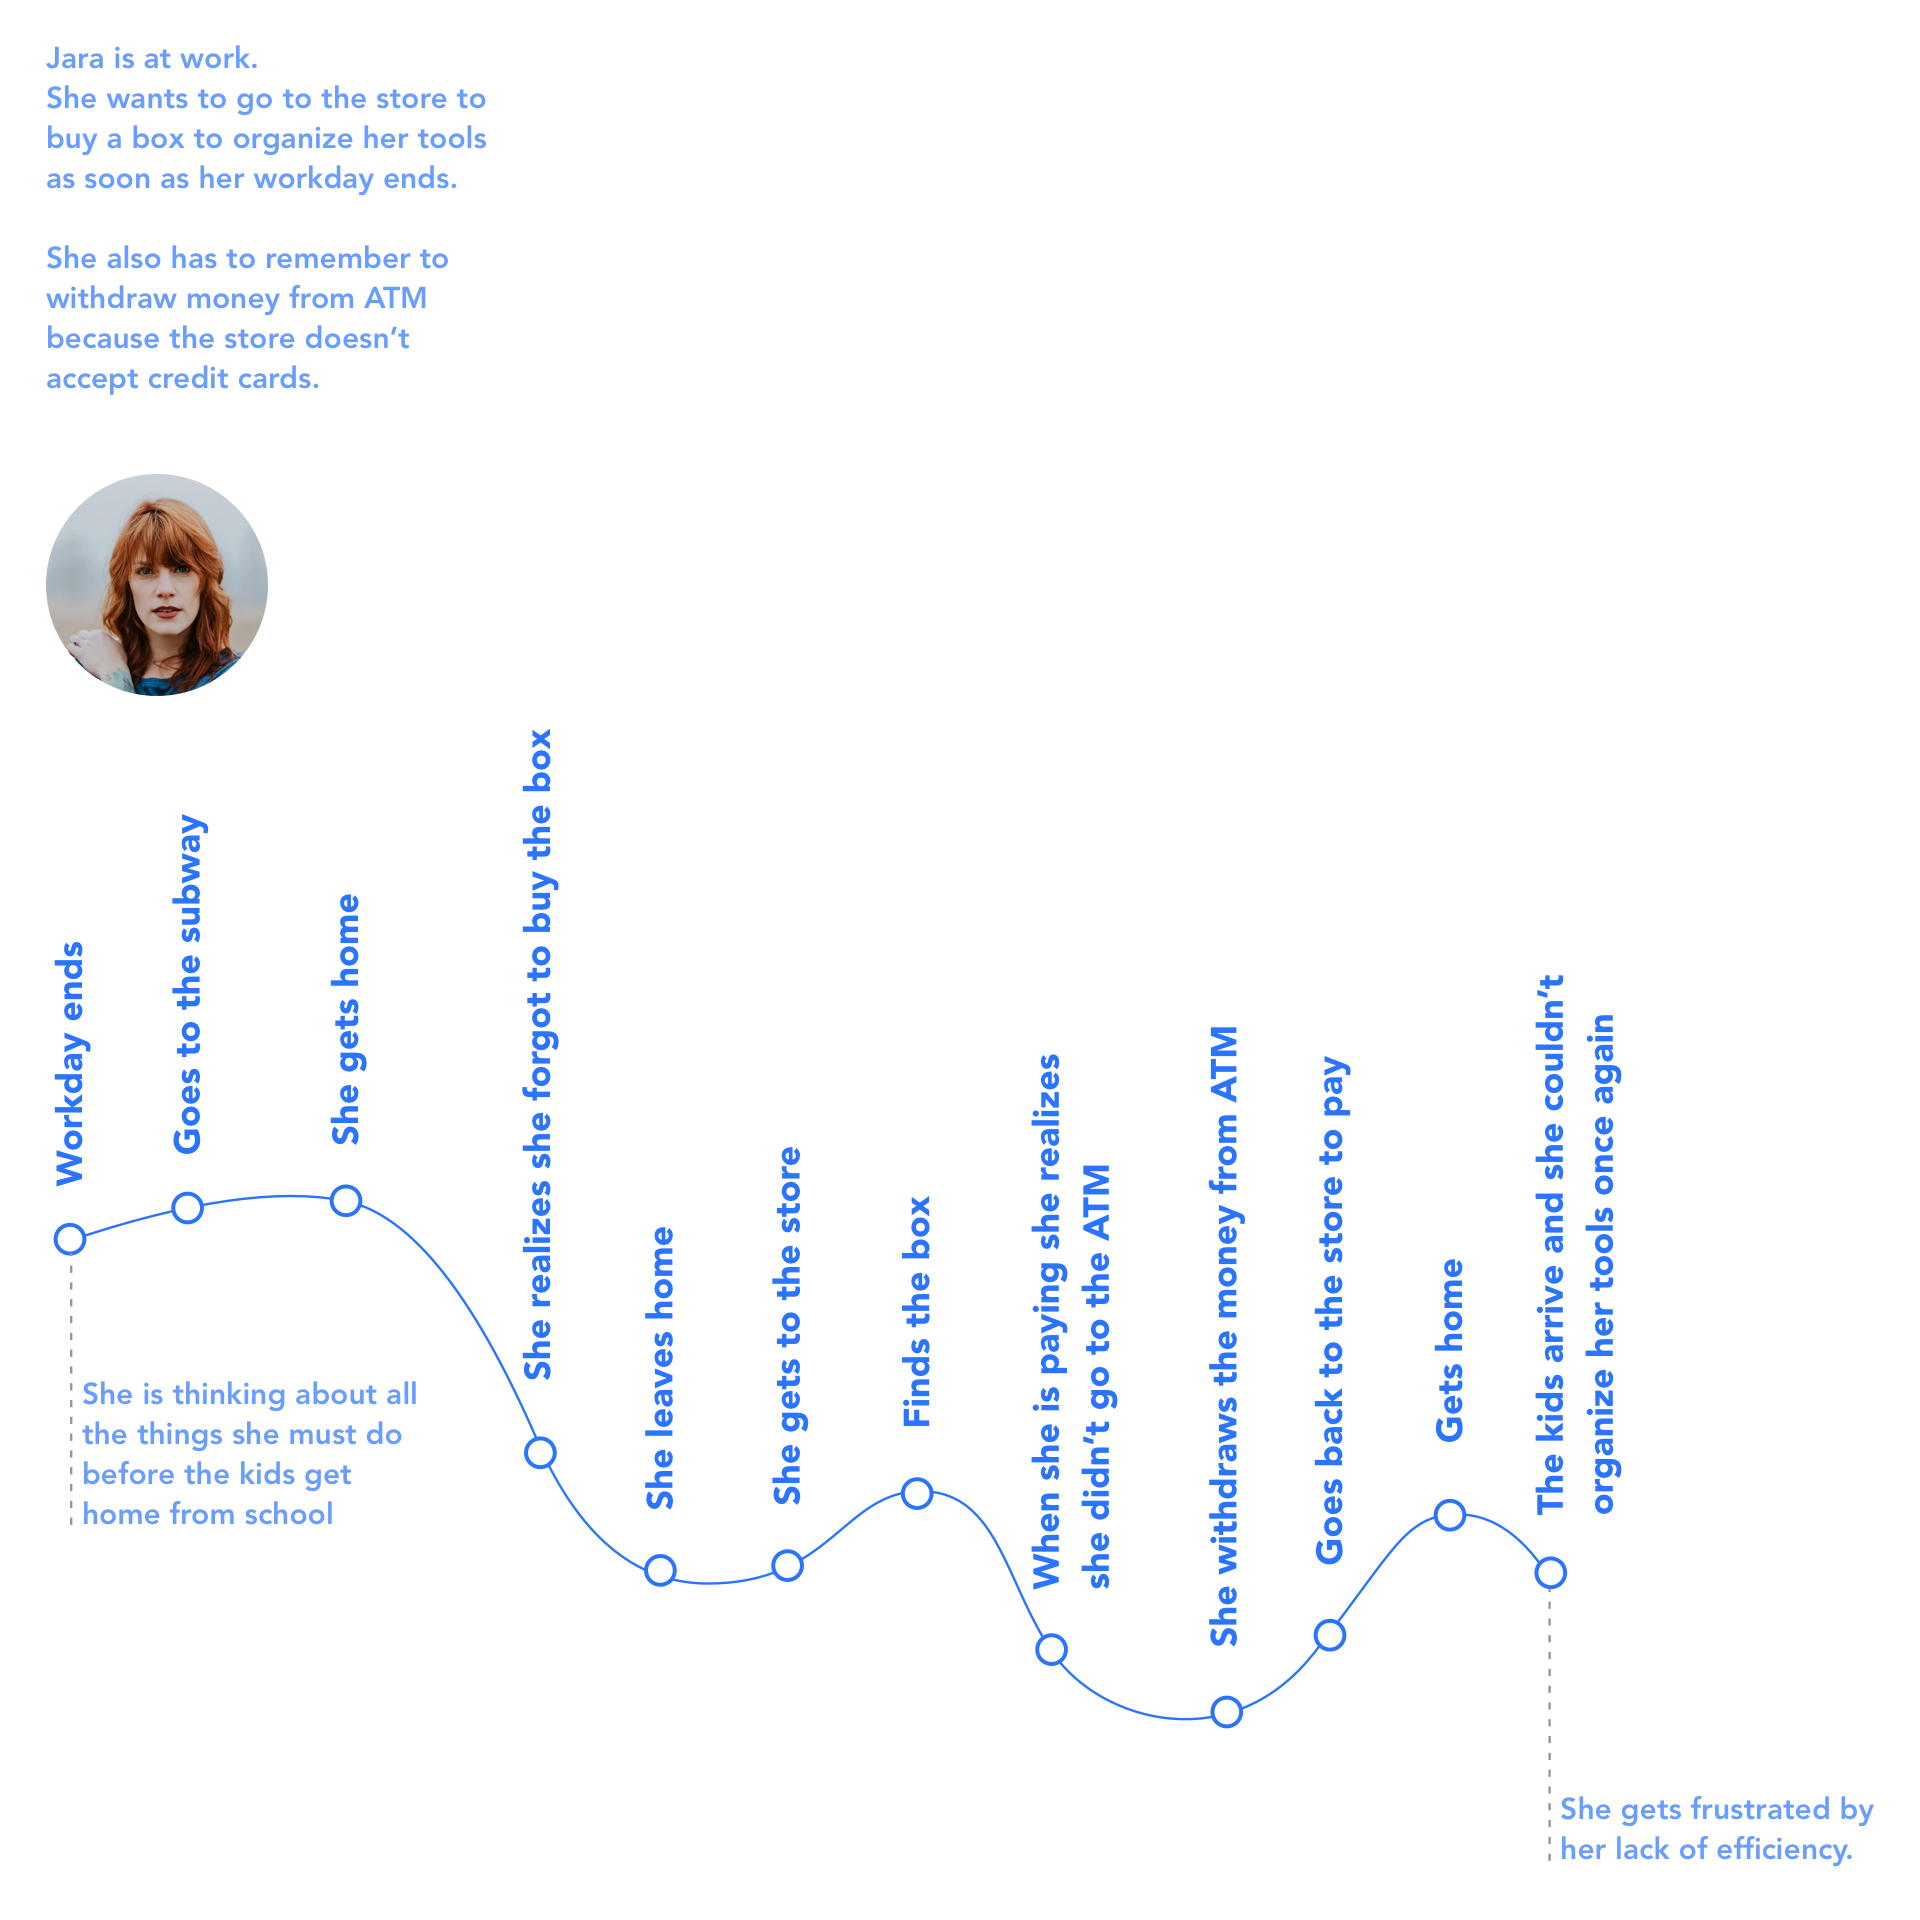 Jara is at work.
She wants to go to the store to
buy a box to organize her tools
as soon as her workday ends.
She also has to remember to
withdraw money from ATM
because the store doesn’t
accept credit cards.
Workday ends
Goes to the subway
She gets home
She realizes she forgot to buy the box
She leaves home
She gets to the store
Finds the box
When she is paying she realizes
she didn’t go to the ATM
She withdraws the money from ATM
Goes back to the store to pay
Gets home
The kids arrive and she couldn’t
organize her tools once again
She is thinking about all
the things she must do
before the kids get
home from school
She gets frustrated by
her lack of efficiency.